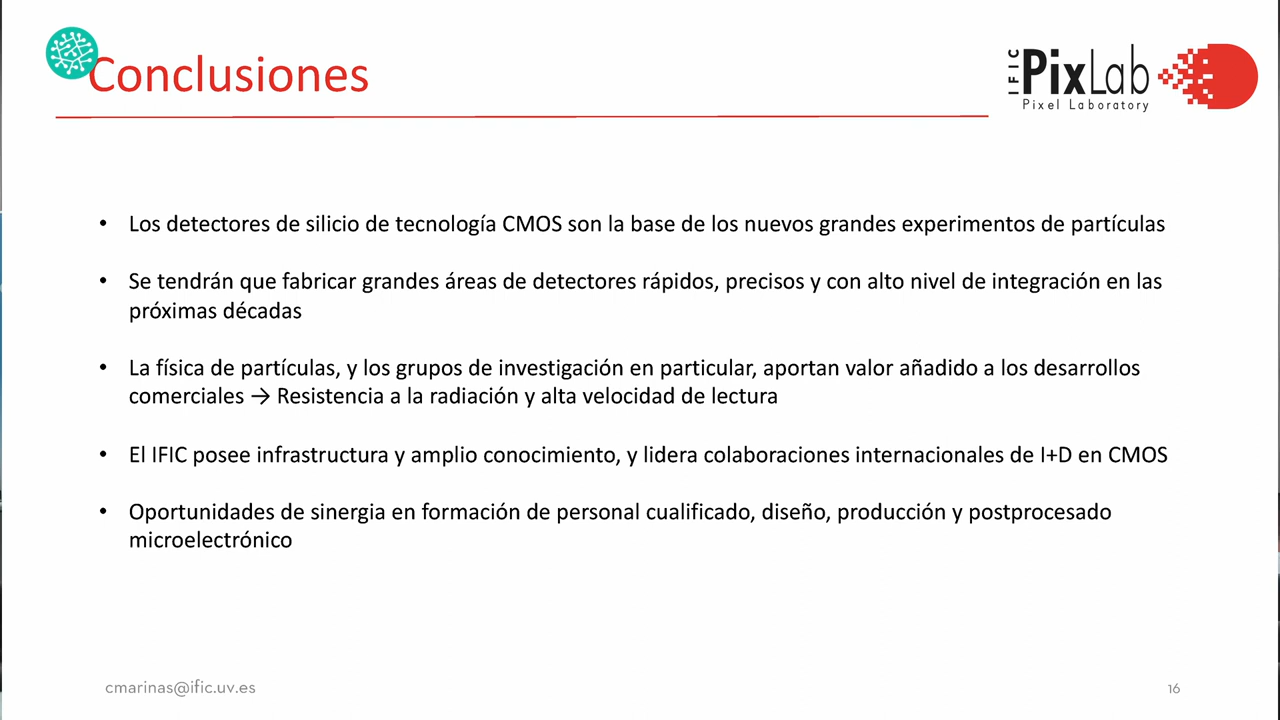 Conclusiones
IFIC PixLab
Pixel Laboratory
• Los detectores de silicio de tecnología CMOS son la base de los nuevos grandes experimentos de partículas
• Se tendrán que fabricar grandes áreas de detectores rápidos, precisos y con alto nivel de integración en las
próximas décadas
• La física de partículas, y los grupos de investigación en particular, aportan valor añadido a los desarrollos
comerciales → Resistencia a la radiación y alta velocidad de lectura
• El IFIC posee infrastructura y amplio conocimiento, y lidera colaboraciones internacionales de I+D en CMOS
• Oportunidades de sinergia en formación de personal cualificado, diseño, producción y postprocesado
microelectrónico
cmarinas@ific.uv.es
16